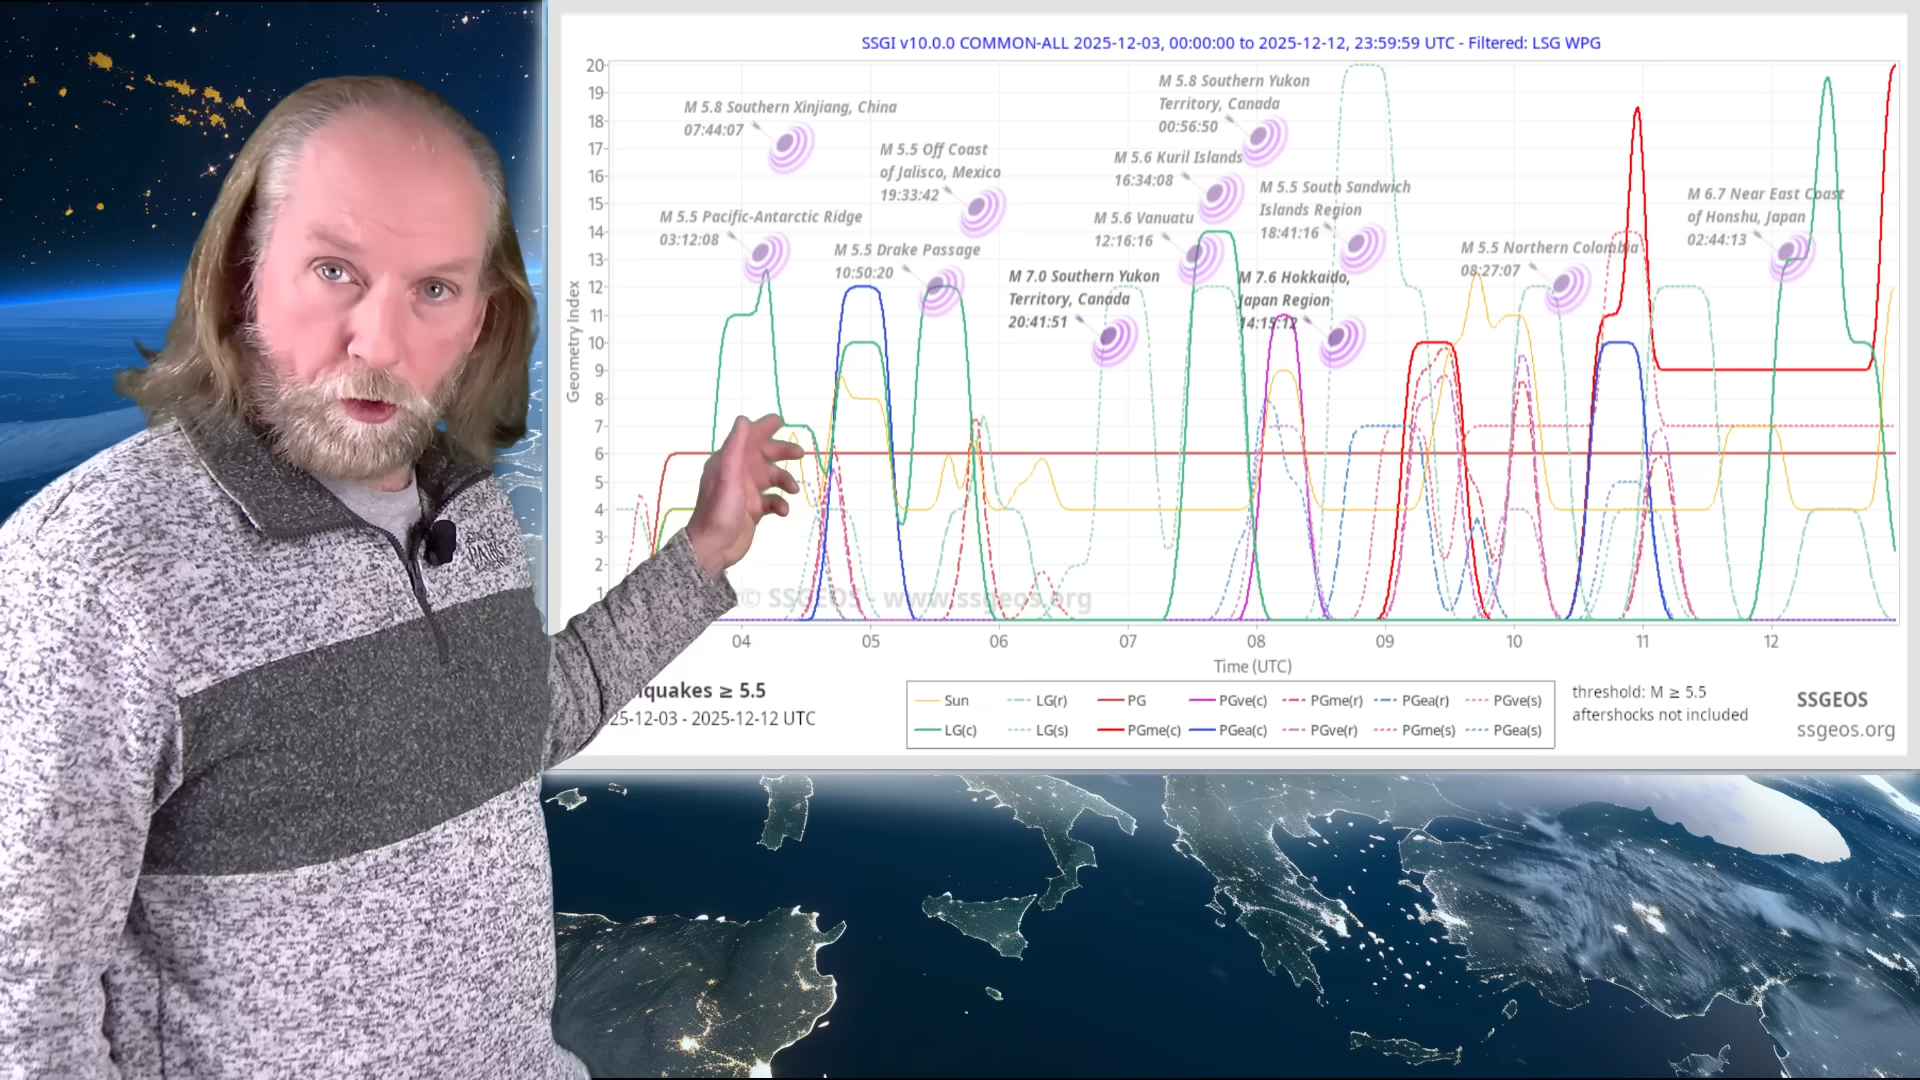 SSGI v10.0.0 COMMON-ALL 2025-12-03, 00:00:00 to 2025-12-12, 23:59:59 UTC - Filtered: LSG WPG
Geometry Index
20
19
18
17
16
15
14
13
12
11
10
9
8
7
6
5
4
3
2
1
M 5.8 Southern Xinjiang, China
07:44:07
M 5.5 Pacific-Antarctic Ridge
03:12:08
M 5.5 Off Coast
of Jalisco, Mexico
19:33:42
M 5.5 Drake Passage
10:50:20
M 7.0 Southern Yukon
Territory, Canada
20:41:51
M 5.8 Southern Yukon
Territory, Canada
00:56:50
M 5.6 Kuril Islands
16:34:08
M 5.6 Vanuatu
12:16:16
M 5.5 South Sandwich
Islands Region
18:41:16
M 7.6 Hokkaido,
Japan Region
14:15:12
M 5.5 Northern Colombia
08:27:07
M 6.7 Near East Coast
of Honshu, Japan
02:44:13
© SSGEOS - www.ssgeos.org
04 05 06 07 08 09 10 11 12
Time (UTC)
quakes ≥ 5.5
25-12-03 - 2025-12-12 UTC
Sun LG(r) PG PGve(c) PGme(r) PGea(r) PGve(s)
LG(c) LG(s) PGme(c) PGea(c) PGve(r) PGme(s) PGea(s)
threshold: M ≥ 5.5
aftershocks not included
SSGEOS
ssgeos.org